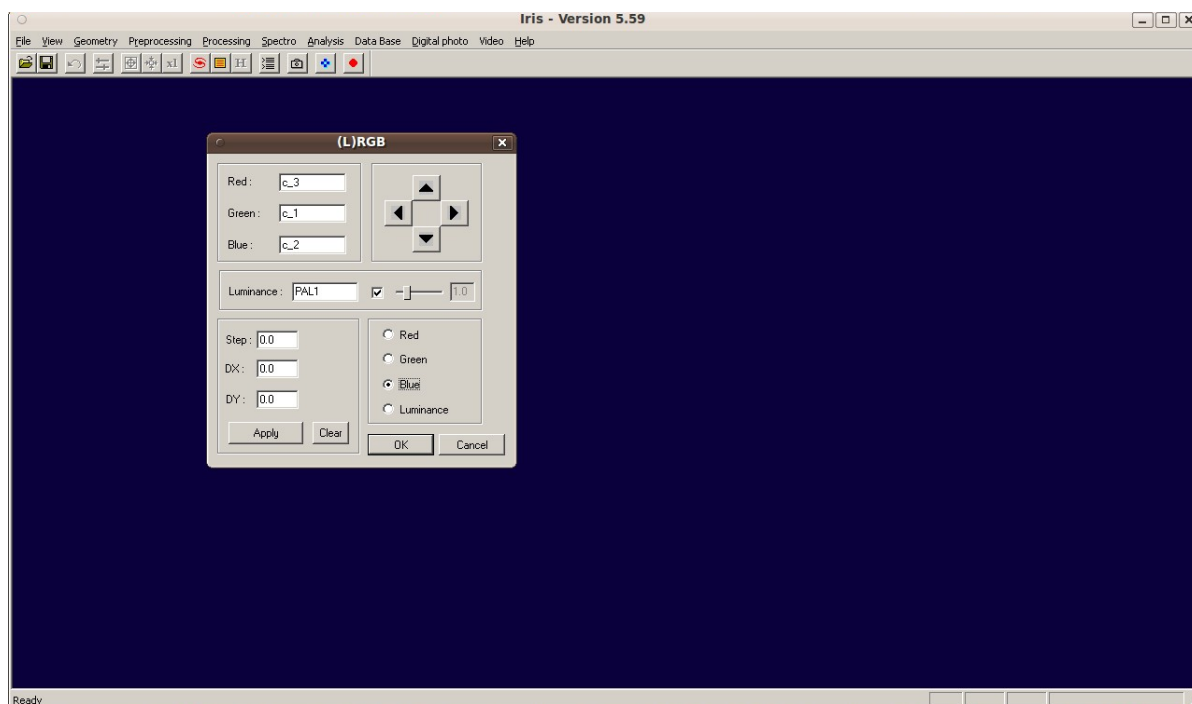 Iris - Version 5.59
File View Geometry Preprocessing Processing Spectro Analysis Data Base Digital photo Video Help
x1 H
(L)RGB
Red : c_3
Green : c_1
Blue : c_2
Luminance : PAL1 1.0
Step : 0.0
DX : 0.0
DY : 0.0
Apply Clear
Red
Green
Blue
Luminance
OK Cancel
Ready